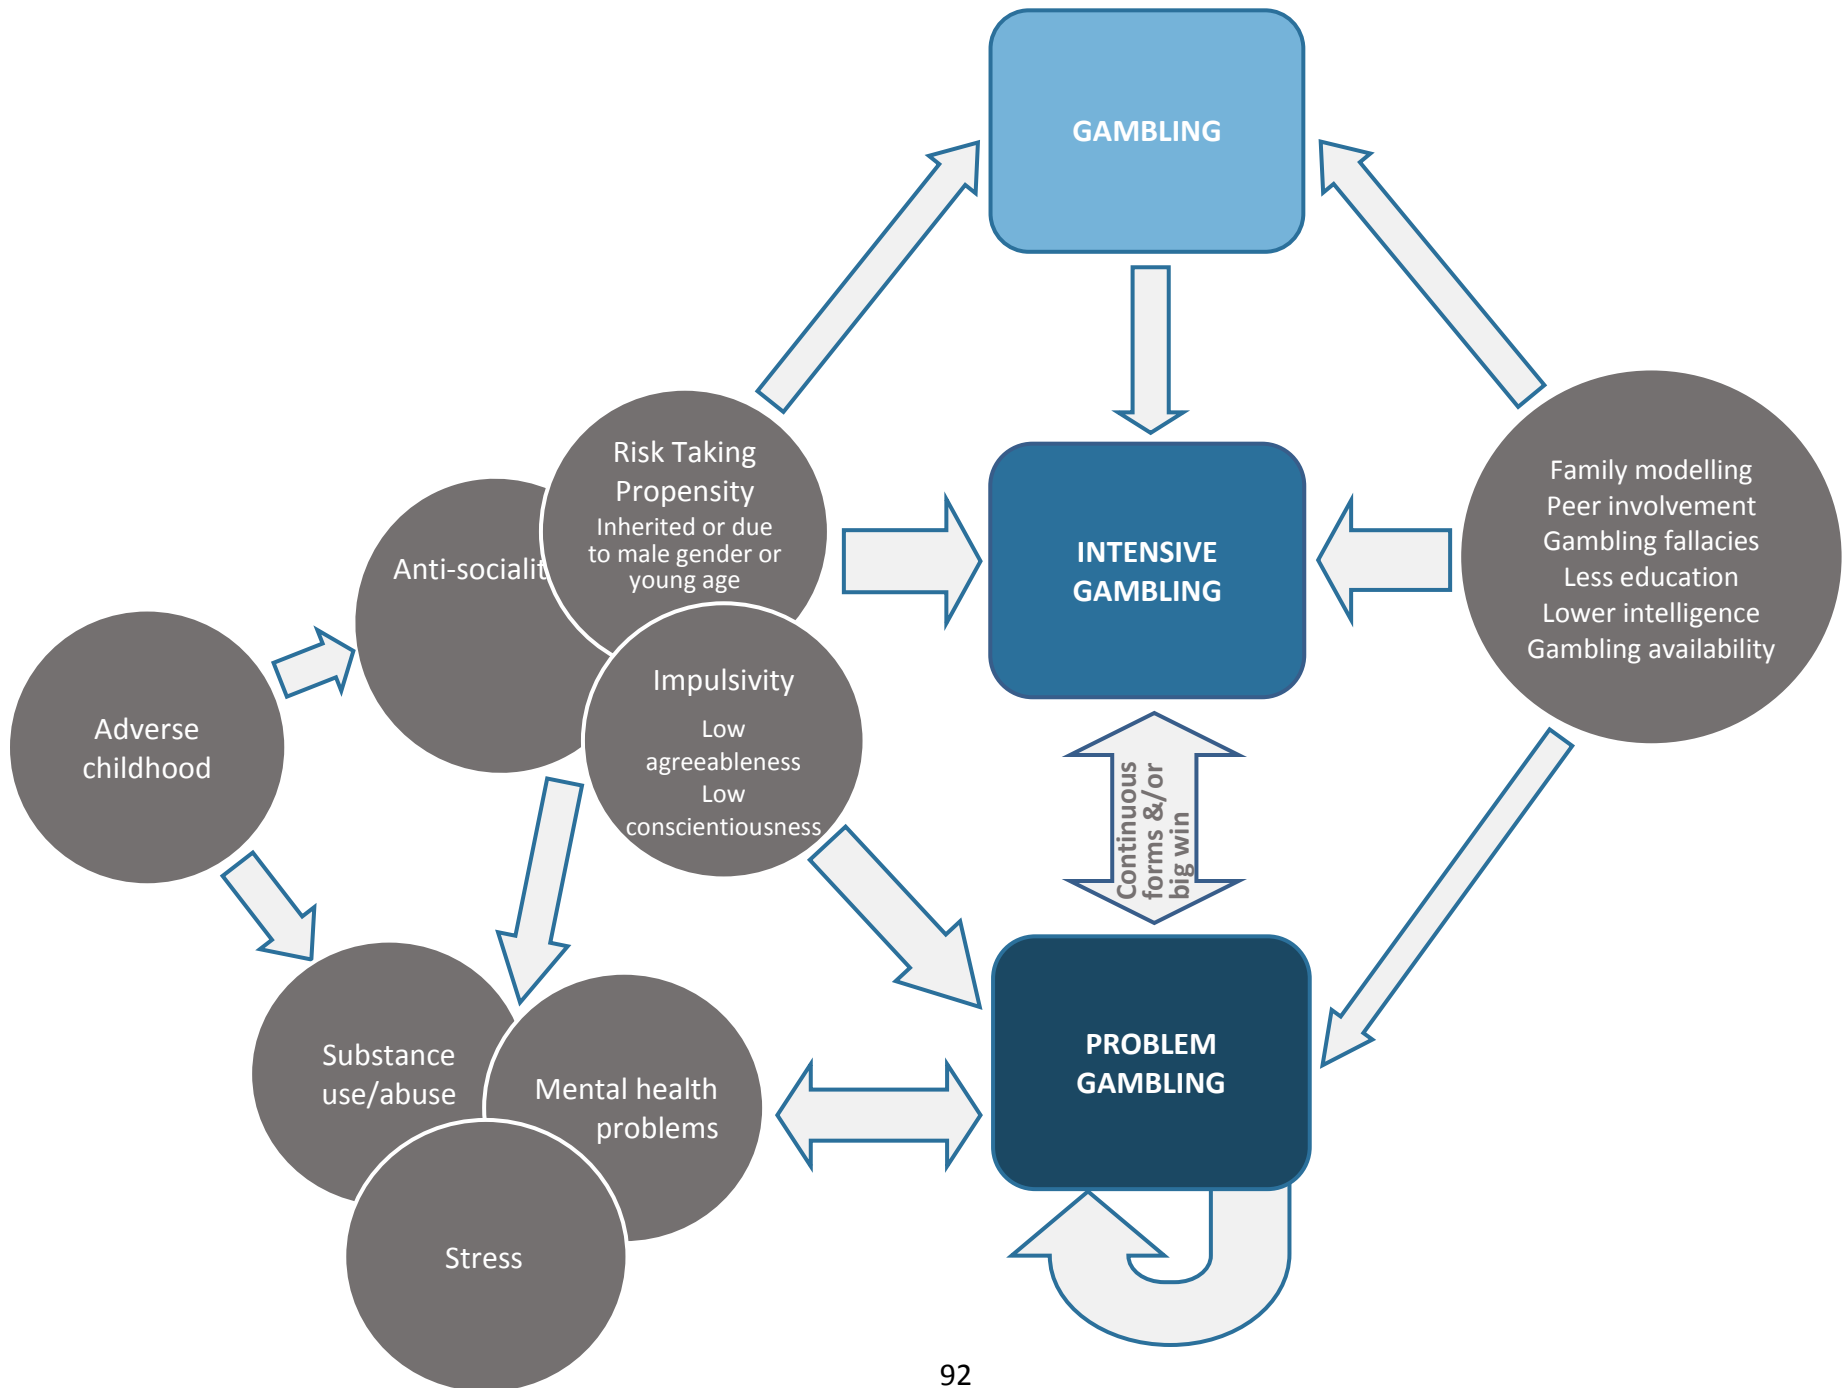 GAMBLING
Risk Taking
Propensity
Inherited or due
to male gender or
young age
Anti-socialit
Impulsivity
Low
agreeableness
Low
conscientiousness
Adverse
childhood
INTENSIVE
GAMBLING
Family modelling
Peer involvement
Gambling fallacies
Less education
Lower intelligence
Gambling availability
Continuous
forms &/or
big win
Substance
use/abuse
Mental health
problems
Stress
PROBLEM
GAMBLING
92